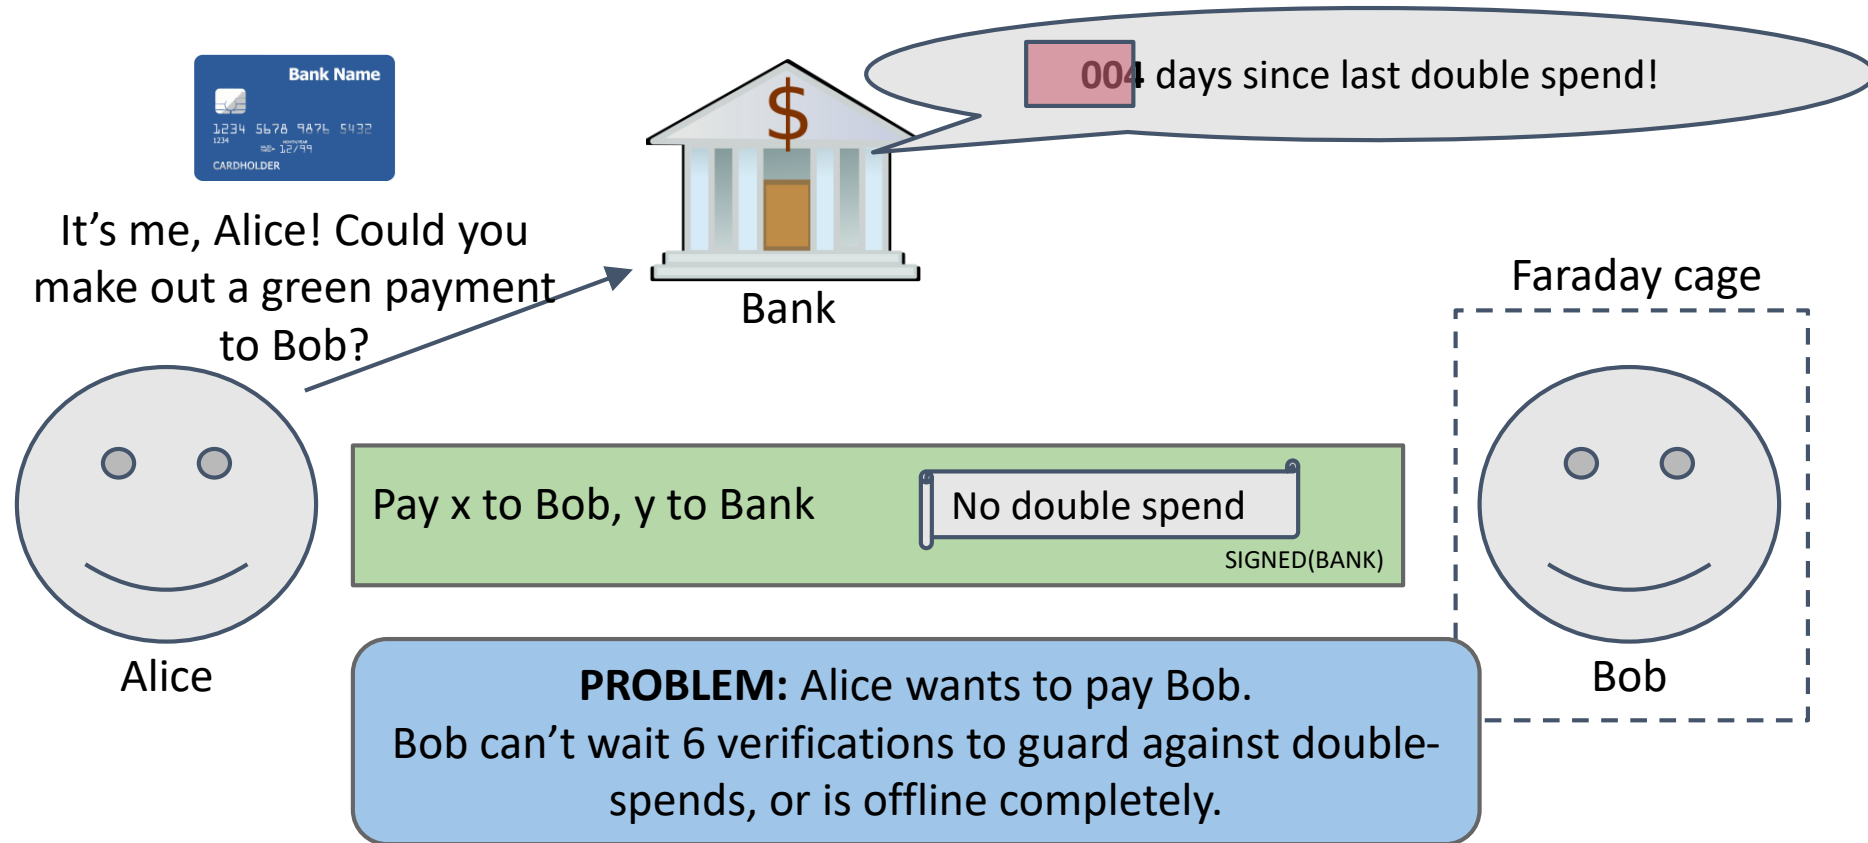 Bank Name
1234 5678 9876 5432
1234
12/99
CARDHOLDER
004 days since last double spend!
It’s me, Alice! Could you
make out a green payment
to Bob?
Bank
Faraday cage
Pay x to Bob, y to Bank
No double spend
SIGNED(BANK)
Alice
Bob
PROBLEM: Alice wants to pay Bob.
Bob can’t wait 6 verifications to guard against double-
spends, or is offline completely.